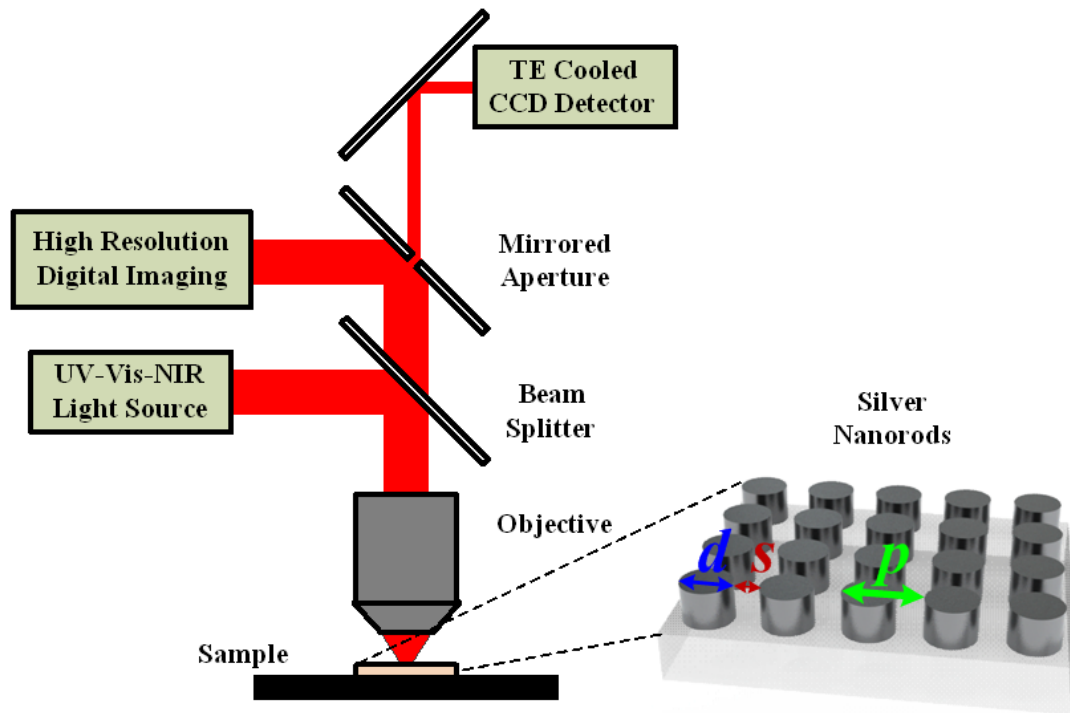 TE Cooled
CCD Detector
High Resolution
Digital Imaging
Mirrored
Aperture
UV-Vis-NIR
Light Source
Beam
Splitter
Silver
Nanorods
Objective
d
s
p
Sample